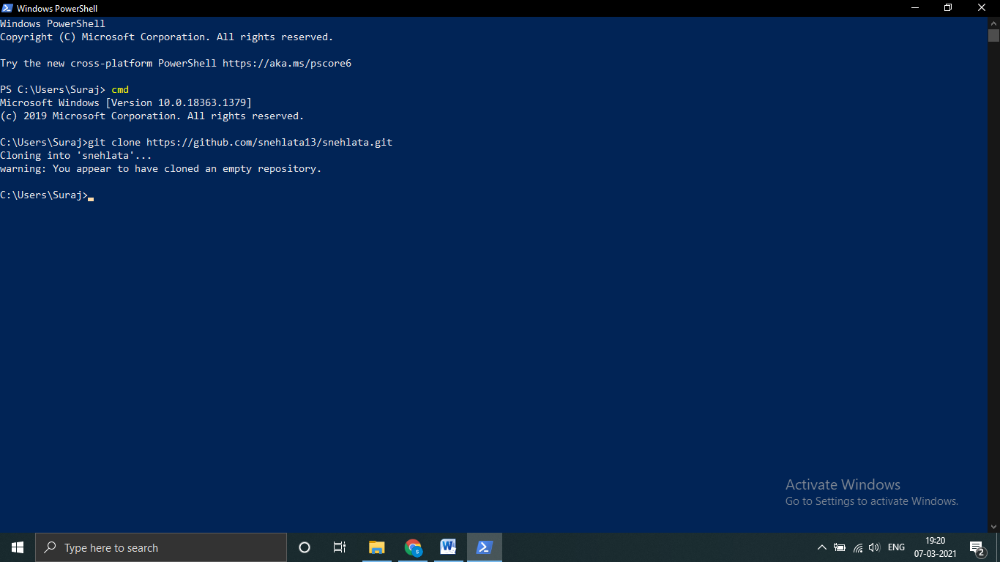 Windows PowerShell
Windows PowerShell
Copyright (C) Microsoft Corporation. All rights reserved.
Try the new cross-platform PowerShell https://aka.ms/pscore6
PS C:\Users\Suraj> cmd
Microsoft Windows [Version 10.0.18363.1379]
(c) 2019 Microsoft Corporation. All rights reserved.
C:\Users\Suraj>git clone https://github.com/snehlata13/snehlata.git
Cloning into 'snehlata'...
warning: You appear to have cloned an empty repository.
C:\Users\Suraj>
Activate Windows
Go to Settings to activate Windows.
Type here to search
S
W
ENG
19:20
07-03-2021
2